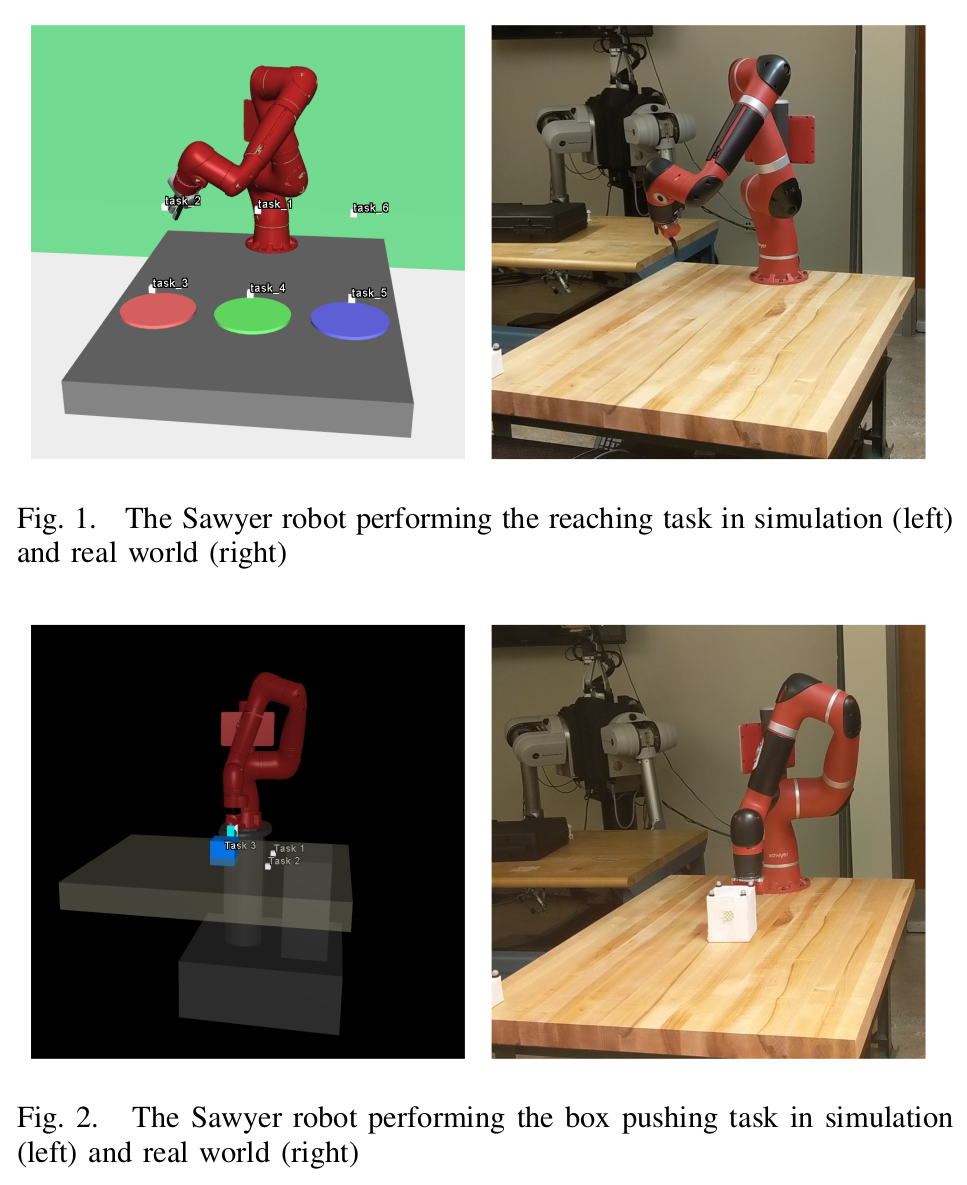 task_2
task_1
task_6
task_3
task_4
task_5
Fig. 1. The Sawyer robot performing the reaching task in simulation (left)
and real world (right)
Task 3
Task 1
Task 2
sawyer
Fig. 2. The Sawyer robot performing the box pushing task in simulation
(left) and real world (right)